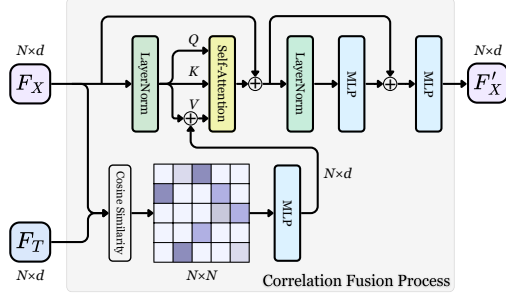 N×d
F_X
LayerNorm
Q
K
V
Self-Attention
LayerNorm
MLP
MLP
N×d
F'_X
Cosine Similarity
MLP
N×d
F_T
N×d
N×N
Correlation Fusion Process